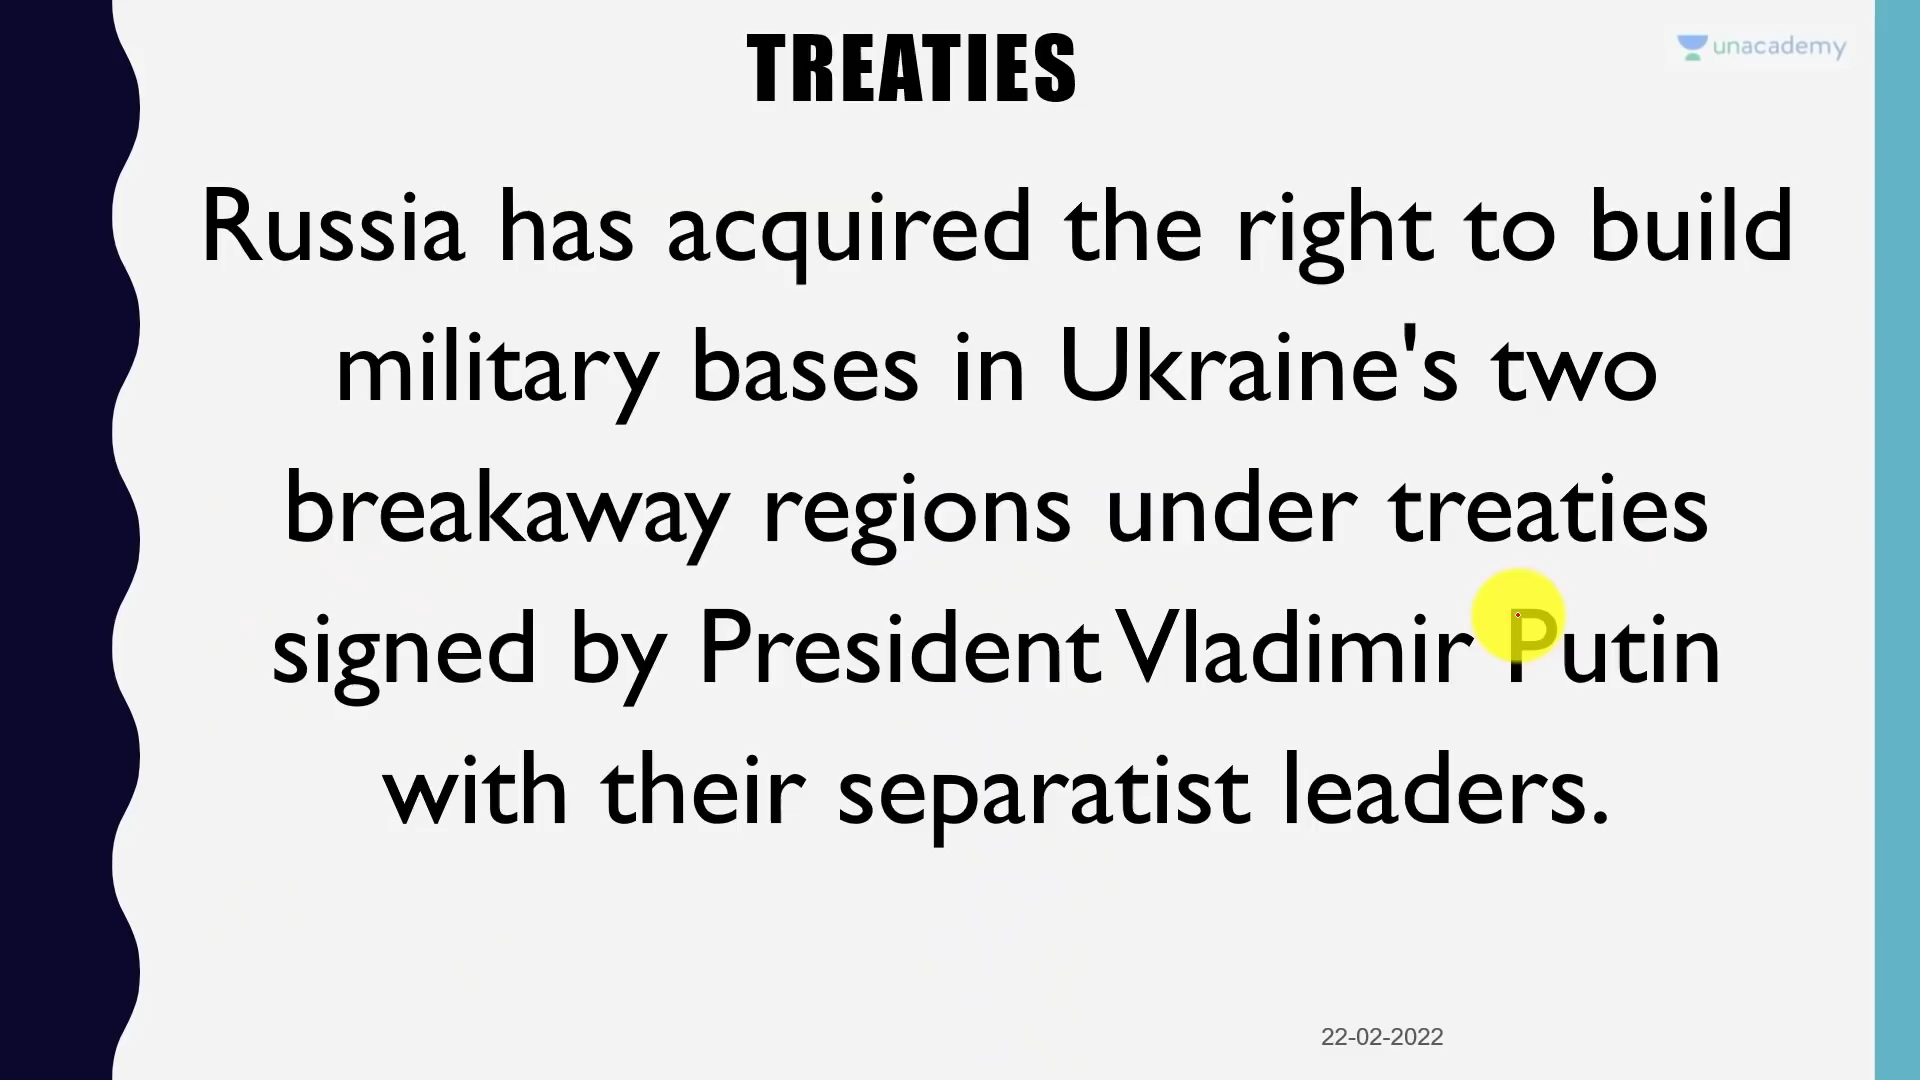 TREATIES
unacademy
Russia has acquired the right to build
military bases in Ukraine's two
breakaway regions under treaties
signed by President Vladimir Putin
with their separatist leaders.
22-02-2022